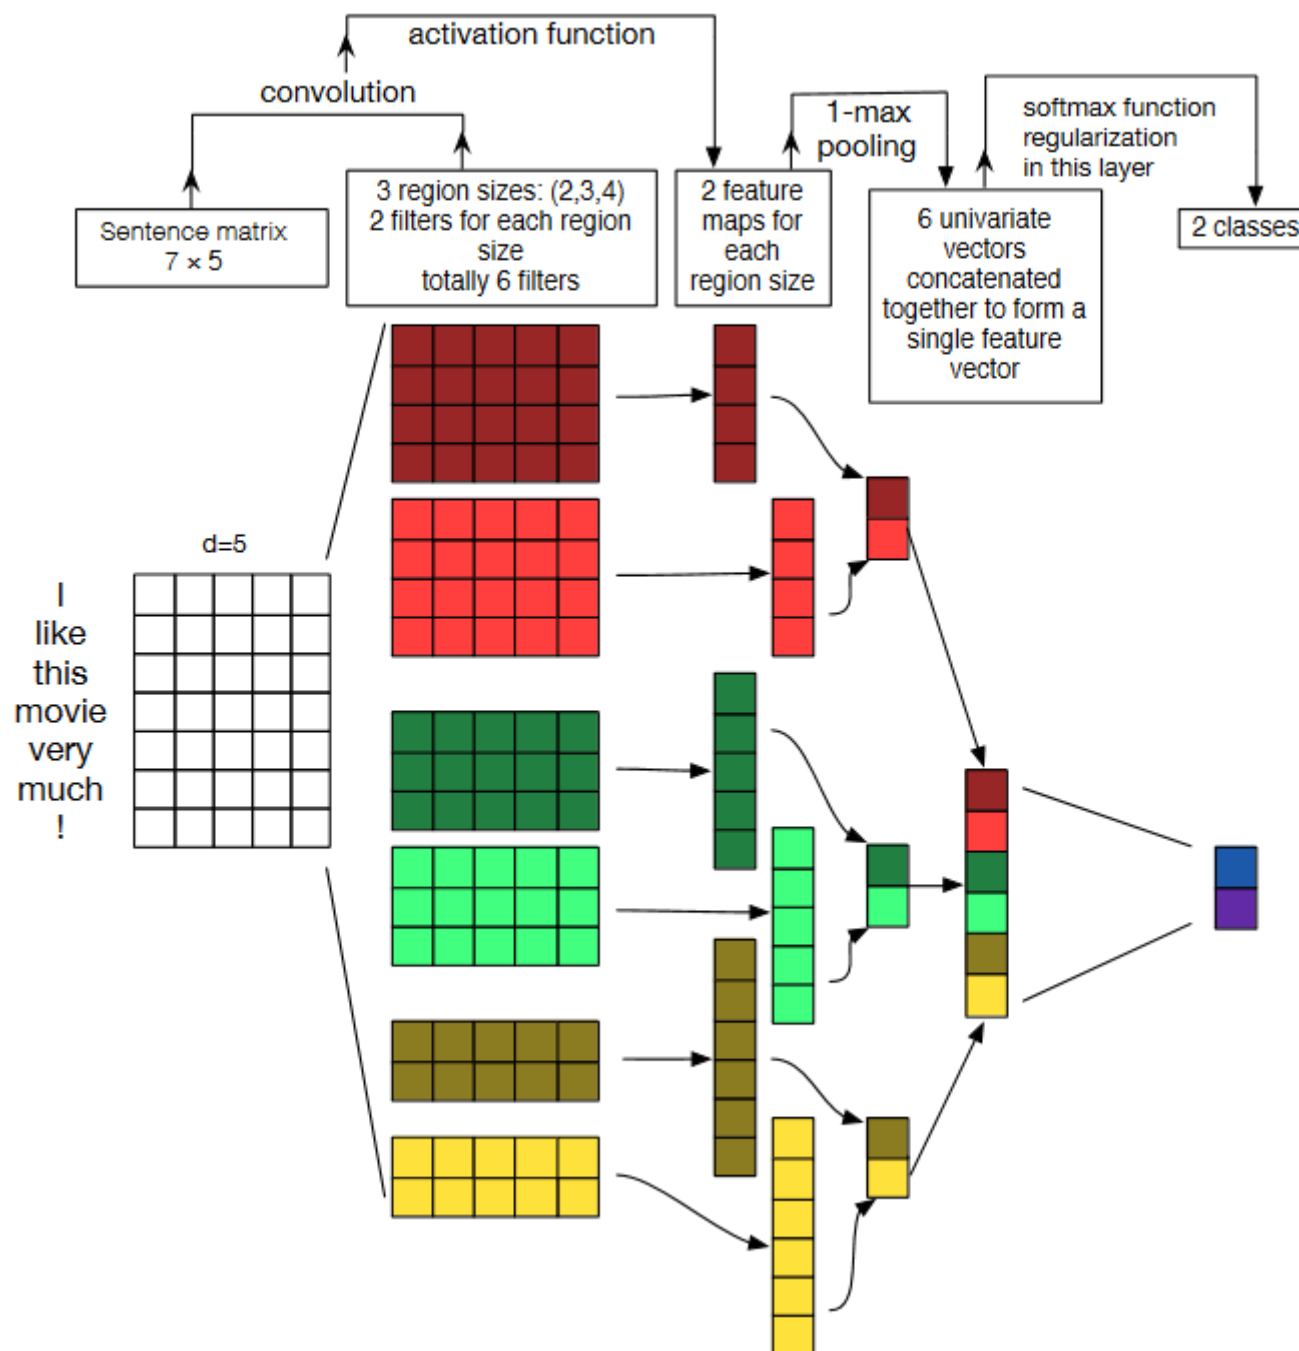 activation function
convolution
1-max
pooling
softmax function
regularization
in this layer
Sentence matrix
7 × 5
3 region sizes: (2,3,4)
2 filters for each region
size
totally 6 filters
2 feature
maps for
each
region size
6 univariate
vectors
concatenated
together to form a
single feature
vector
2 classes
d=5
I
like
this
movie
very
much
!